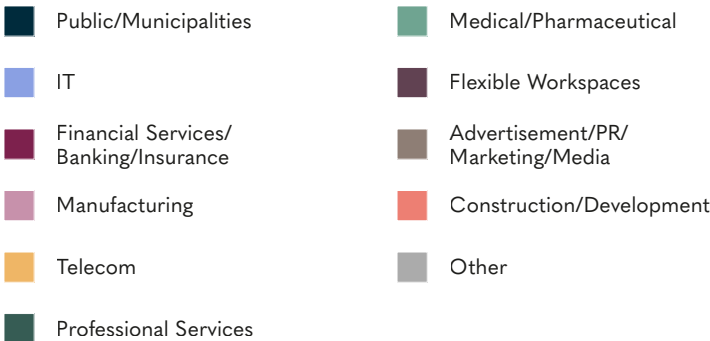 Public/Municipalities
IT
Financial Services/
Banking/Insurance
Manufacturing
Telecom
Professional Services
Medical/Pharmaceutical
Flexible Workspaces
Advertisement/PR/
Marketing/Media
Construction/Development
Other